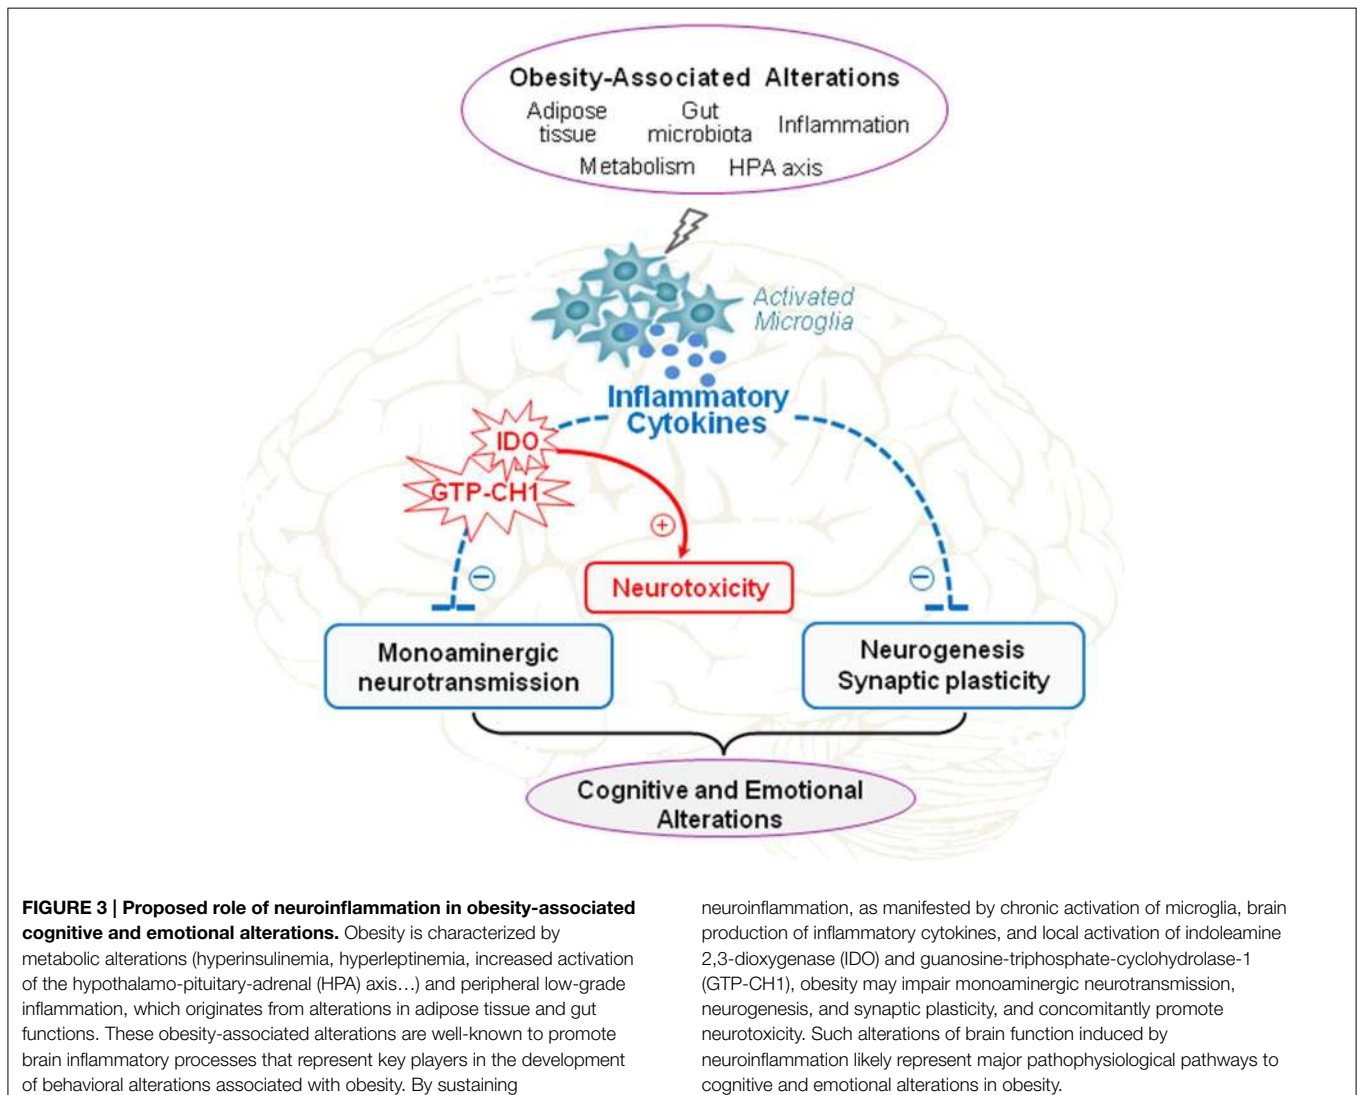 Obesity-Associated Alterations
Adipose
tissue
Gut
microbiota
Inflammation
Metabolism
HPA axis
Activated
Microglia
Inflammatory
Cytokines
IDO
GTP-CH1
+
−
−
Neurotoxicity
Monoaminergic
neurotransmission
Neurogenesis
Synaptic plasticity
Cognitive and Emotional
Alterations
FIGURE 3 | Proposed role of neuroinflammation in obesity-associated
cognitive and emotional alterations. Obesity is characterized by
metabolic alterations (hyperinsulinemia, hyperleptinemia, increased activation
of the hypothalamo-pituitary-adrenal (HPA) axis…) and peripheral low-grade
inflammation, which originates from alterations in adipose tissue and gut
functions. These obesity-associated alterations are well-known to promote
brain inflammatory processes that represent key players in the development
of behavioral alterations associated with obesity. By sustaining
neuroinflammation, as manifested by chronic activation of microglia, brain
production of inflammatory cytokines, and local activation of indoleamine
2,3-dioxygenase (IDO) and guanosine-triphosphate-cyclohydrolase-1
(GTP-CH1), obesity may impair monoaminergic neurotransmission,
neurogenesis, and synaptic plasticity, and concomitantly promote
neurotoxicity. Such alterations of brain function induced by
neuroinflammation likely represent major pathophysiological pathways to
cognitive and emotional alterations in obesity.